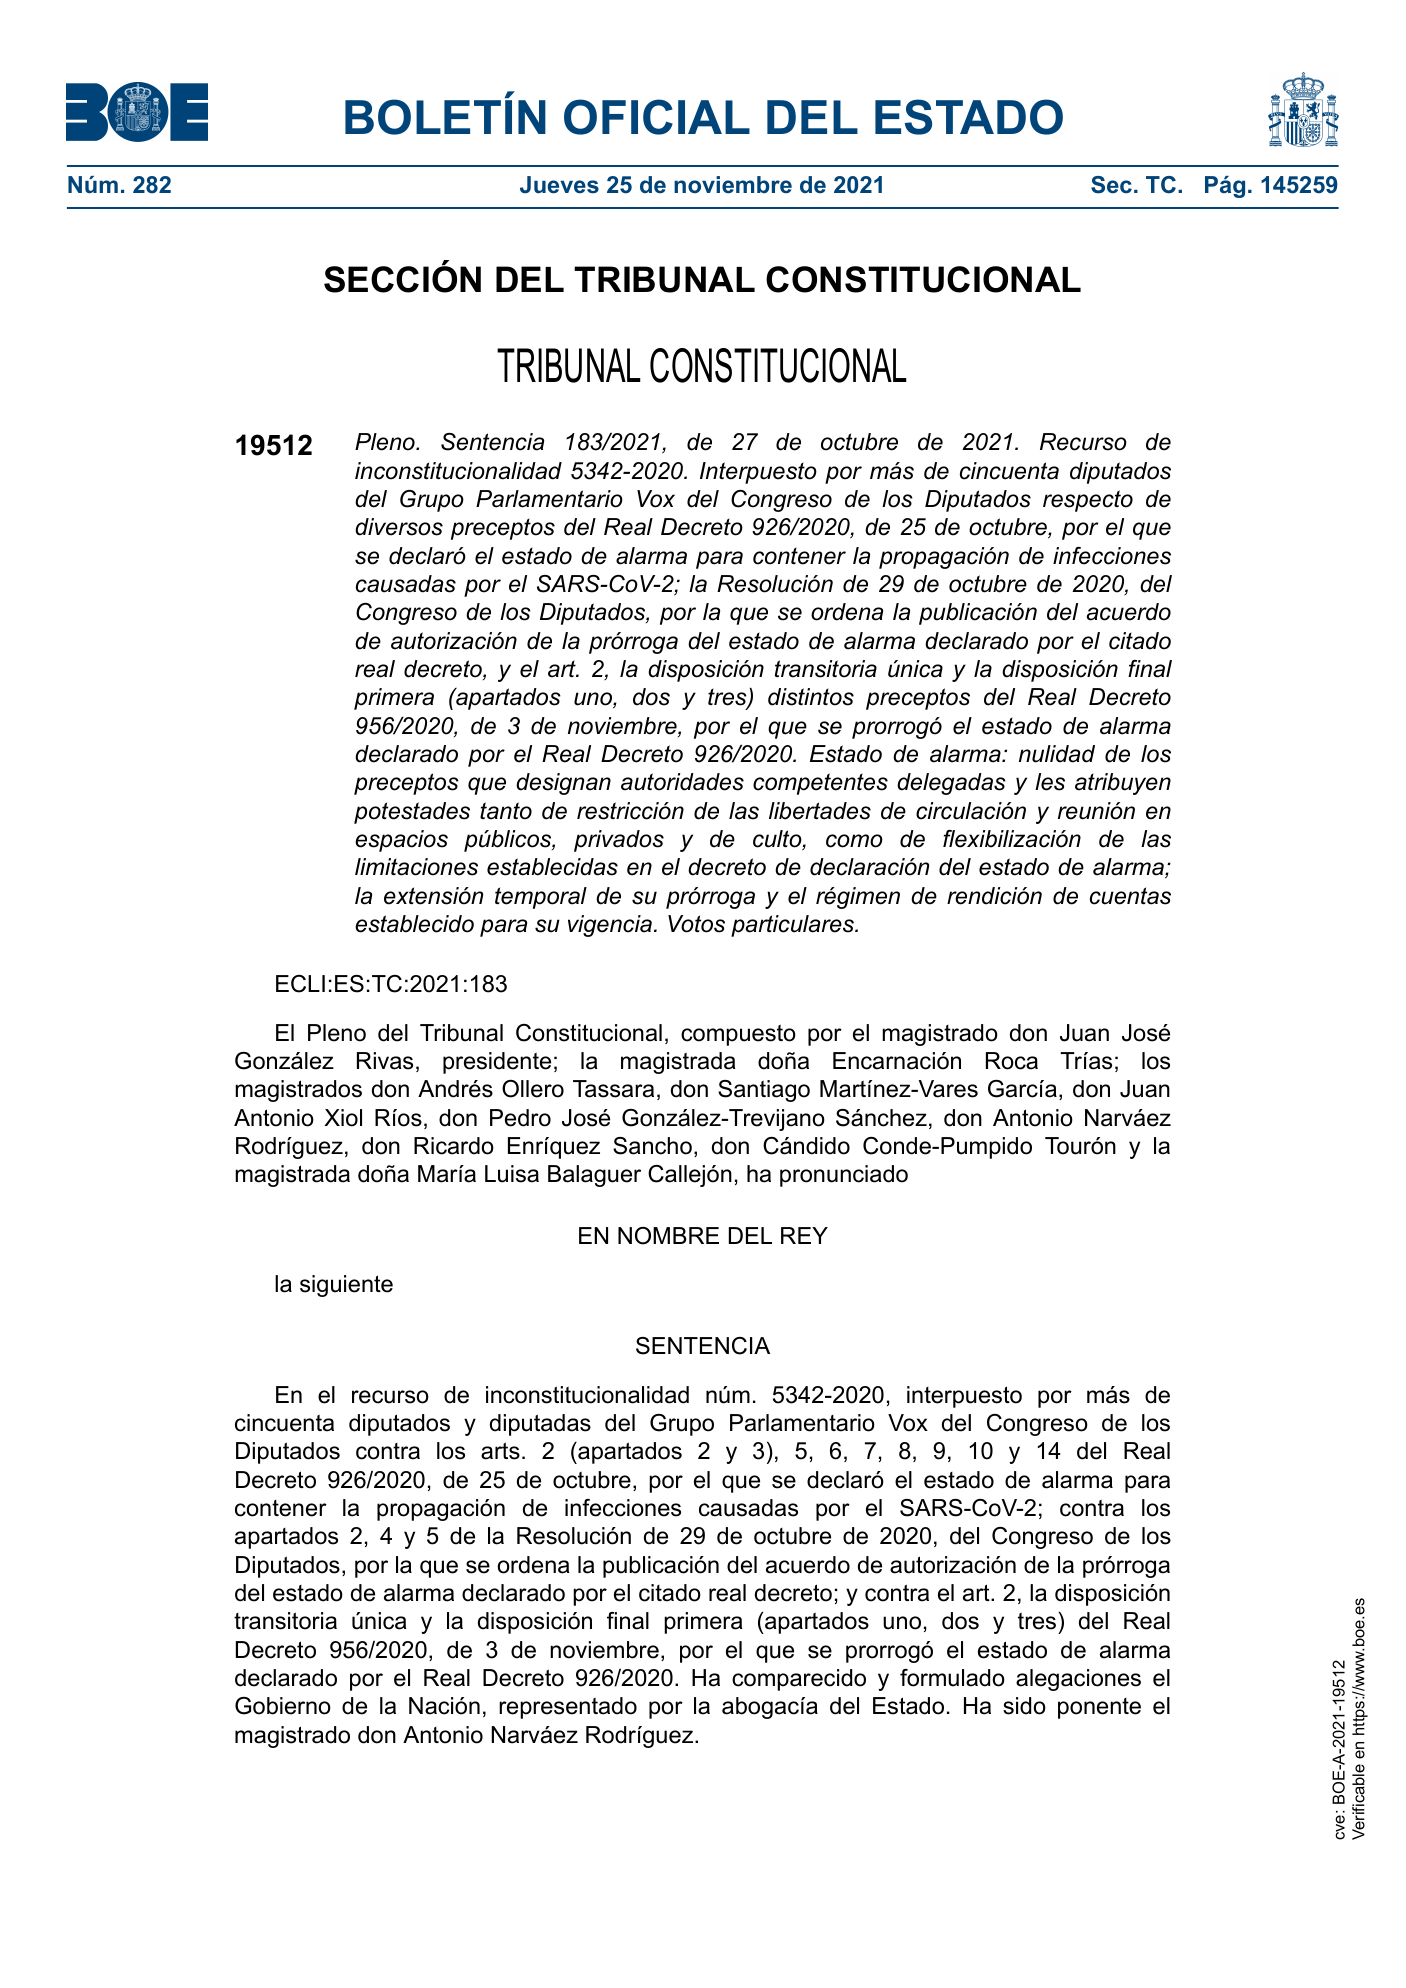 BOE
BOLETÍN OFICIAL DEL ESTADO
Núm. 282 Jueves 25 de noviembre de 2021 Sec. TC. Pág. 145259
SECCIÓN DEL TRIBUNAL CONSTITUCIONAL
TRIBUNAL CONSTITUCIONAL
19512 Pleno. Sentencia 183/2021, de 27 de octubre de 2021. Recurso de
inconstitucionalidad 5342-2020. Interpuesto por más de cincuenta diputados
del Grupo Parlamentario Vox del Congreso de los Diputados respecto de
diversos preceptos del Real Decreto 926/2020, de 25 de octubre, por el que
se declaró el estado de alarma para contener la propagación de infecciones
causadas por el SARS-CoV-2; la Resolución de 29 de octubre de 2020, del
Congreso de los Diputados, por la que se ordena la publicación del acuerdo
de autorización de la prórroga del estado de alarma declarado por el citado
real decreto, y el art. 2, la disposición transitoria única y la disposición final
primera (apartados uno, dos y tres) distintos preceptos del Real Decreto
956/2020, de 3 de noviembre, por el que se prorrogó el estado de alarma
declarado por el Real Decreto 926/2020. Estado de alarma: nulidad de los
preceptos que designan autoridades competentes delegadas y les atribuyen
potestades tanto de restricción de las libertades de circulación y reunión en
espacios públicos, privados y de culto, como de flexibilización de las
limitaciones establecidas en el decreto de declaración del estado de alarma;
la extensión temporal de su prórroga y el régimen de rendición de cuentas
establecido para su vigencia. Votos particulares.
ECLI:ES:TC:2021:183
El Pleno del Tribunal Constitucional, compuesto por el magistrado don Juan José
González Rivas, presidente; la magistrada doña Encarnación Roca Trías; los
magistrados don Andrés Ollero Tassara, don Santiago Martínez-Vares García, don Juan
Antonio Xiol Ríos, don Pedro José González-Trevijano Sánchez, don Antonio Narváez
Rodríguez, don Ricardo Enríquez Sancho, don Cándido Conde-Pumpido Tourón y la
magistrada doña María Luisa Balaguer Callejón, ha pronunciado
EN NOMBRE DEL REY
la siguiente
SENTENCIA
En el recurso de inconstitucionalidad núm. 5342-2020, interpuesto por más de
cincuenta diputados y diputadas del Grupo Parlamentario Vox del Congreso de los
Diputados contra los arts. 2 (apartados 2 y 3), 5, 6, 7, 8, 9, 10 y 14 del Real
Decreto 926/2020, de 25 de octubre, por el que se declaró el estado de alarma para
contener la propagación de infecciones causadas por el SARS-CoV-2; contra los
apartados 2, 4 y 5 de la Resolución de 29 de octubre de 2020, del Congreso de los
Diputados, por la que se ordena la publicación del acuerdo de autorización de la prórroga
del estado de alarma declarado por el citado real decreto; y contra el art. 2, la disposición
transitoria única y la disposición final primera (apartados uno, dos y tres) del Real
Decreto 956/2020, de 3 de noviembre, por el que se prorrogó el estado de alarma
declarado por el Real Decreto 926/2020. Ha comparecido y formulado alegaciones el
Gobierno de la Nación, representado por la abogacía del Estado. Ha sido ponente el
magistrado don Antonio Narváez Rodríguez.
cve: BOE-A-2021-19512
Verificable en https://www.boe.es